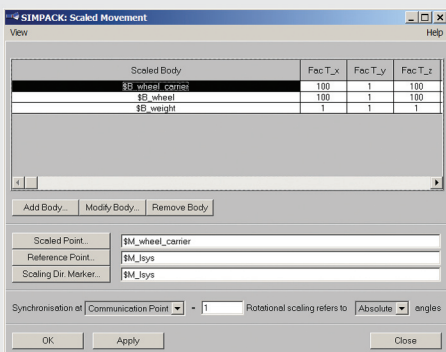 SIMPACK: Scaled Movement
View Help
Scaled Body Fac T_x Fac T_y Fac T_z
$B_wheel_carrier 100 1 100
$B_wheel 100 1 100
$B_weight 1 1 1
Add Body... Modify Body... Remove Body
Scaled Point... $M_wheel_carrier
Reference Point... $M_Isys
Scaling Dir. Marker... $M_Isys
Synchronisation at Communication Point = 1 Rotational scaling refers to Absolute angles
OK Apply Close